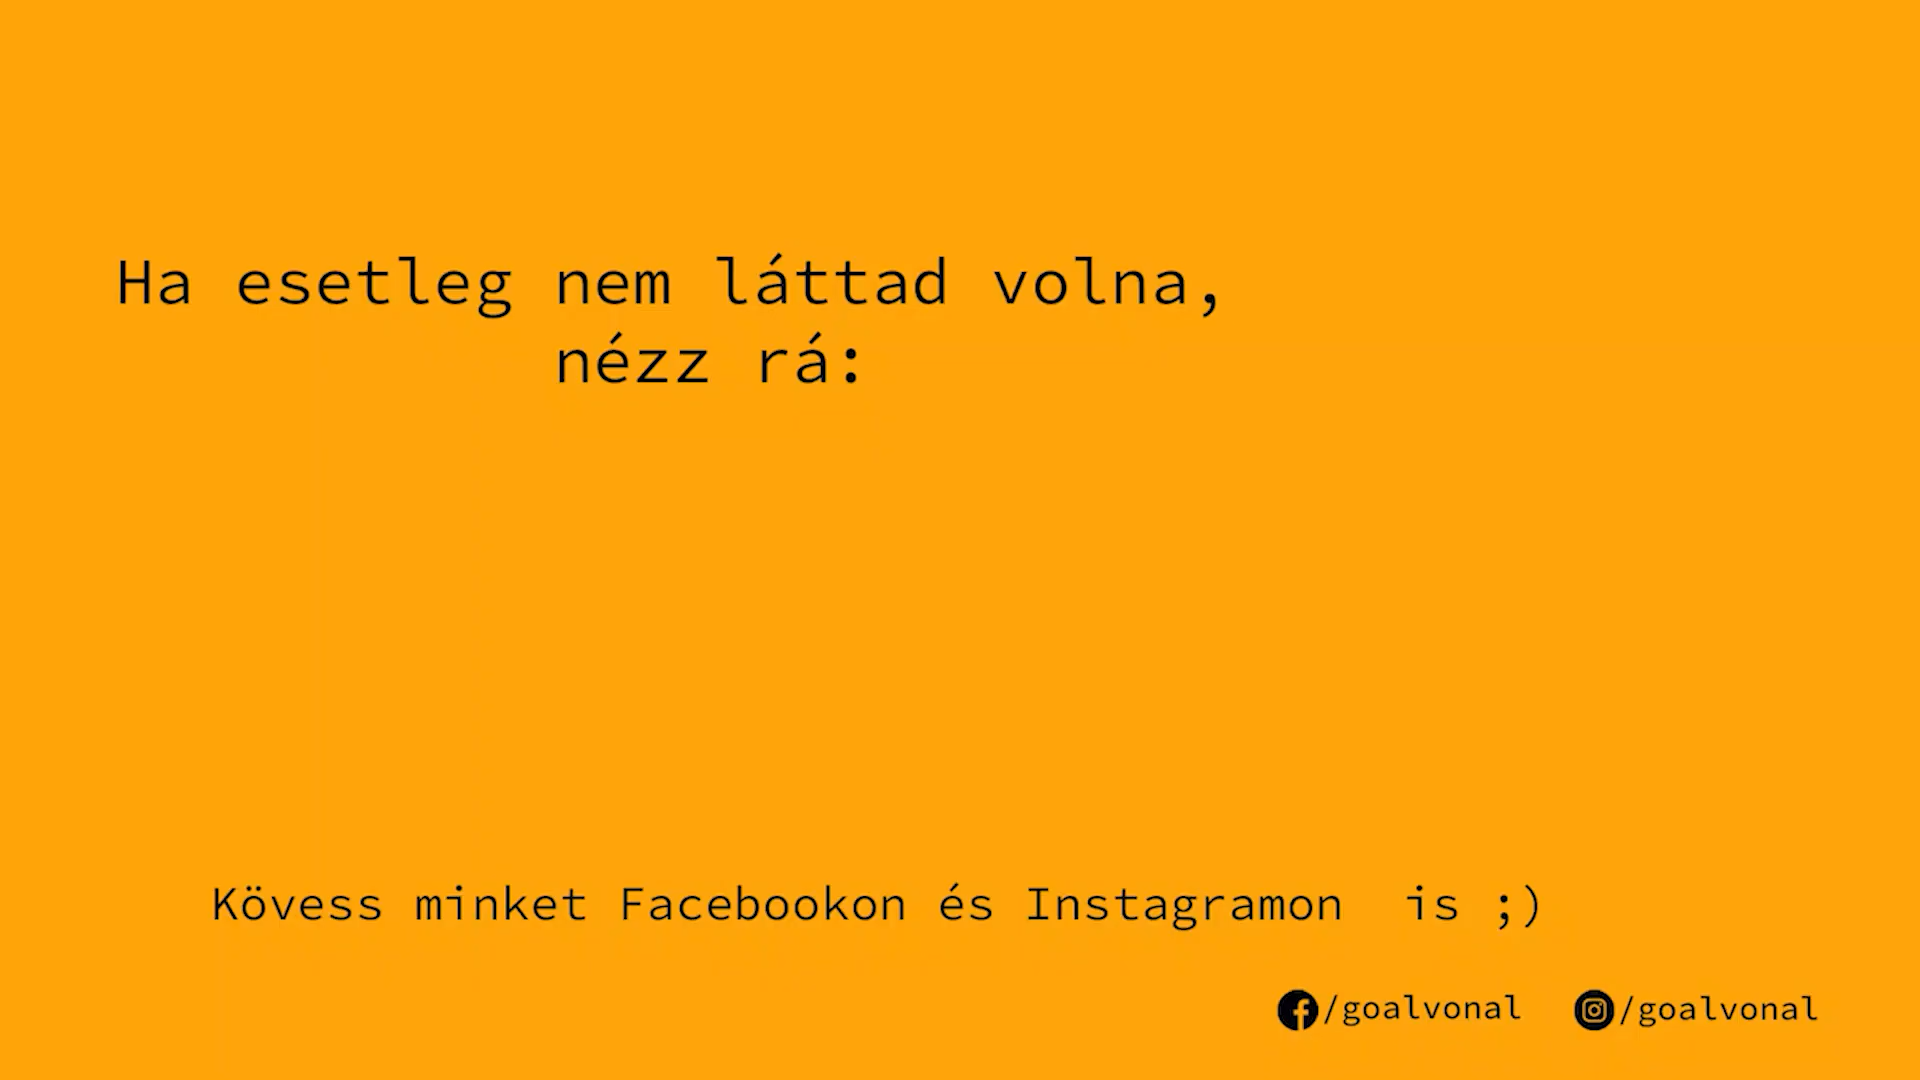 Ha esetleg nem láttad volna,
nézz rá:
Kövess minket Facebookon és Instagramon  is ;)
/goalvonal
/goalvonal